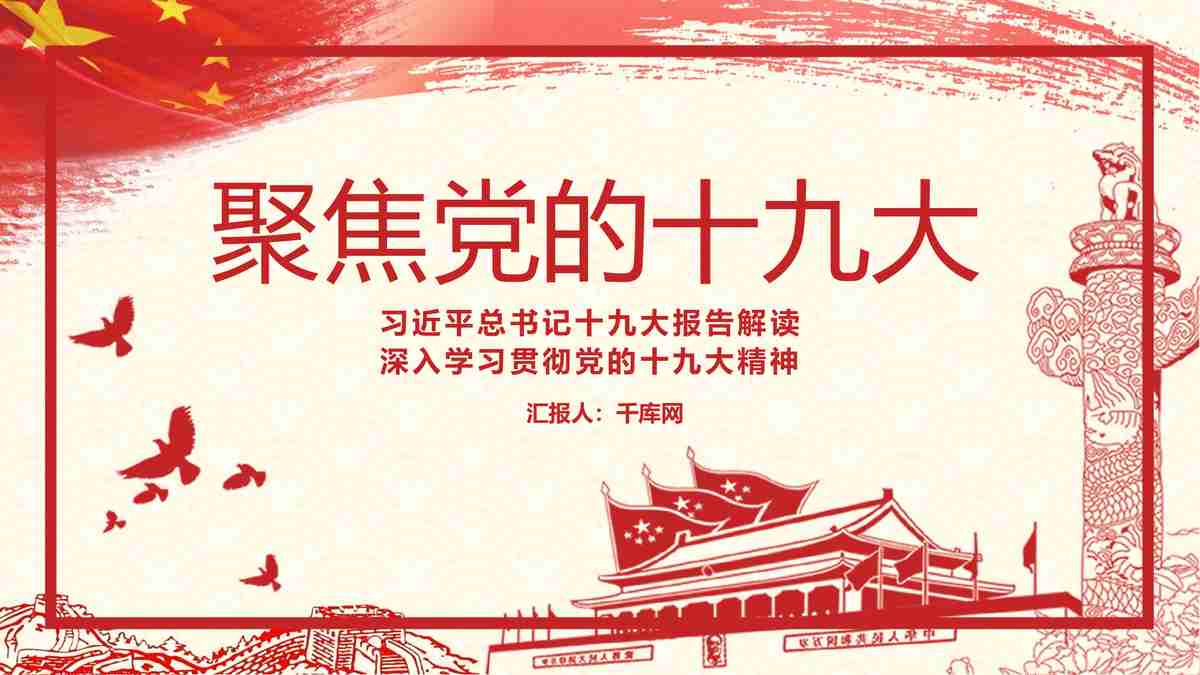 聚焦党的十九大
习近平总书记十九大报告解读
深入学习贯彻党的十九大精神
汇报人：千库网